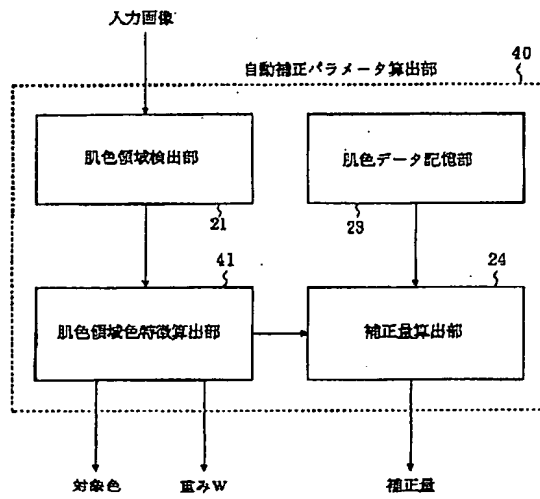 入力画像
40
自動補正パラメータ算出部
肌色領域検出部
肌色データ記憶部
21
23
41
24
肌色領域色特徴算出部
補正量算出部
対象色
重みW
補正量